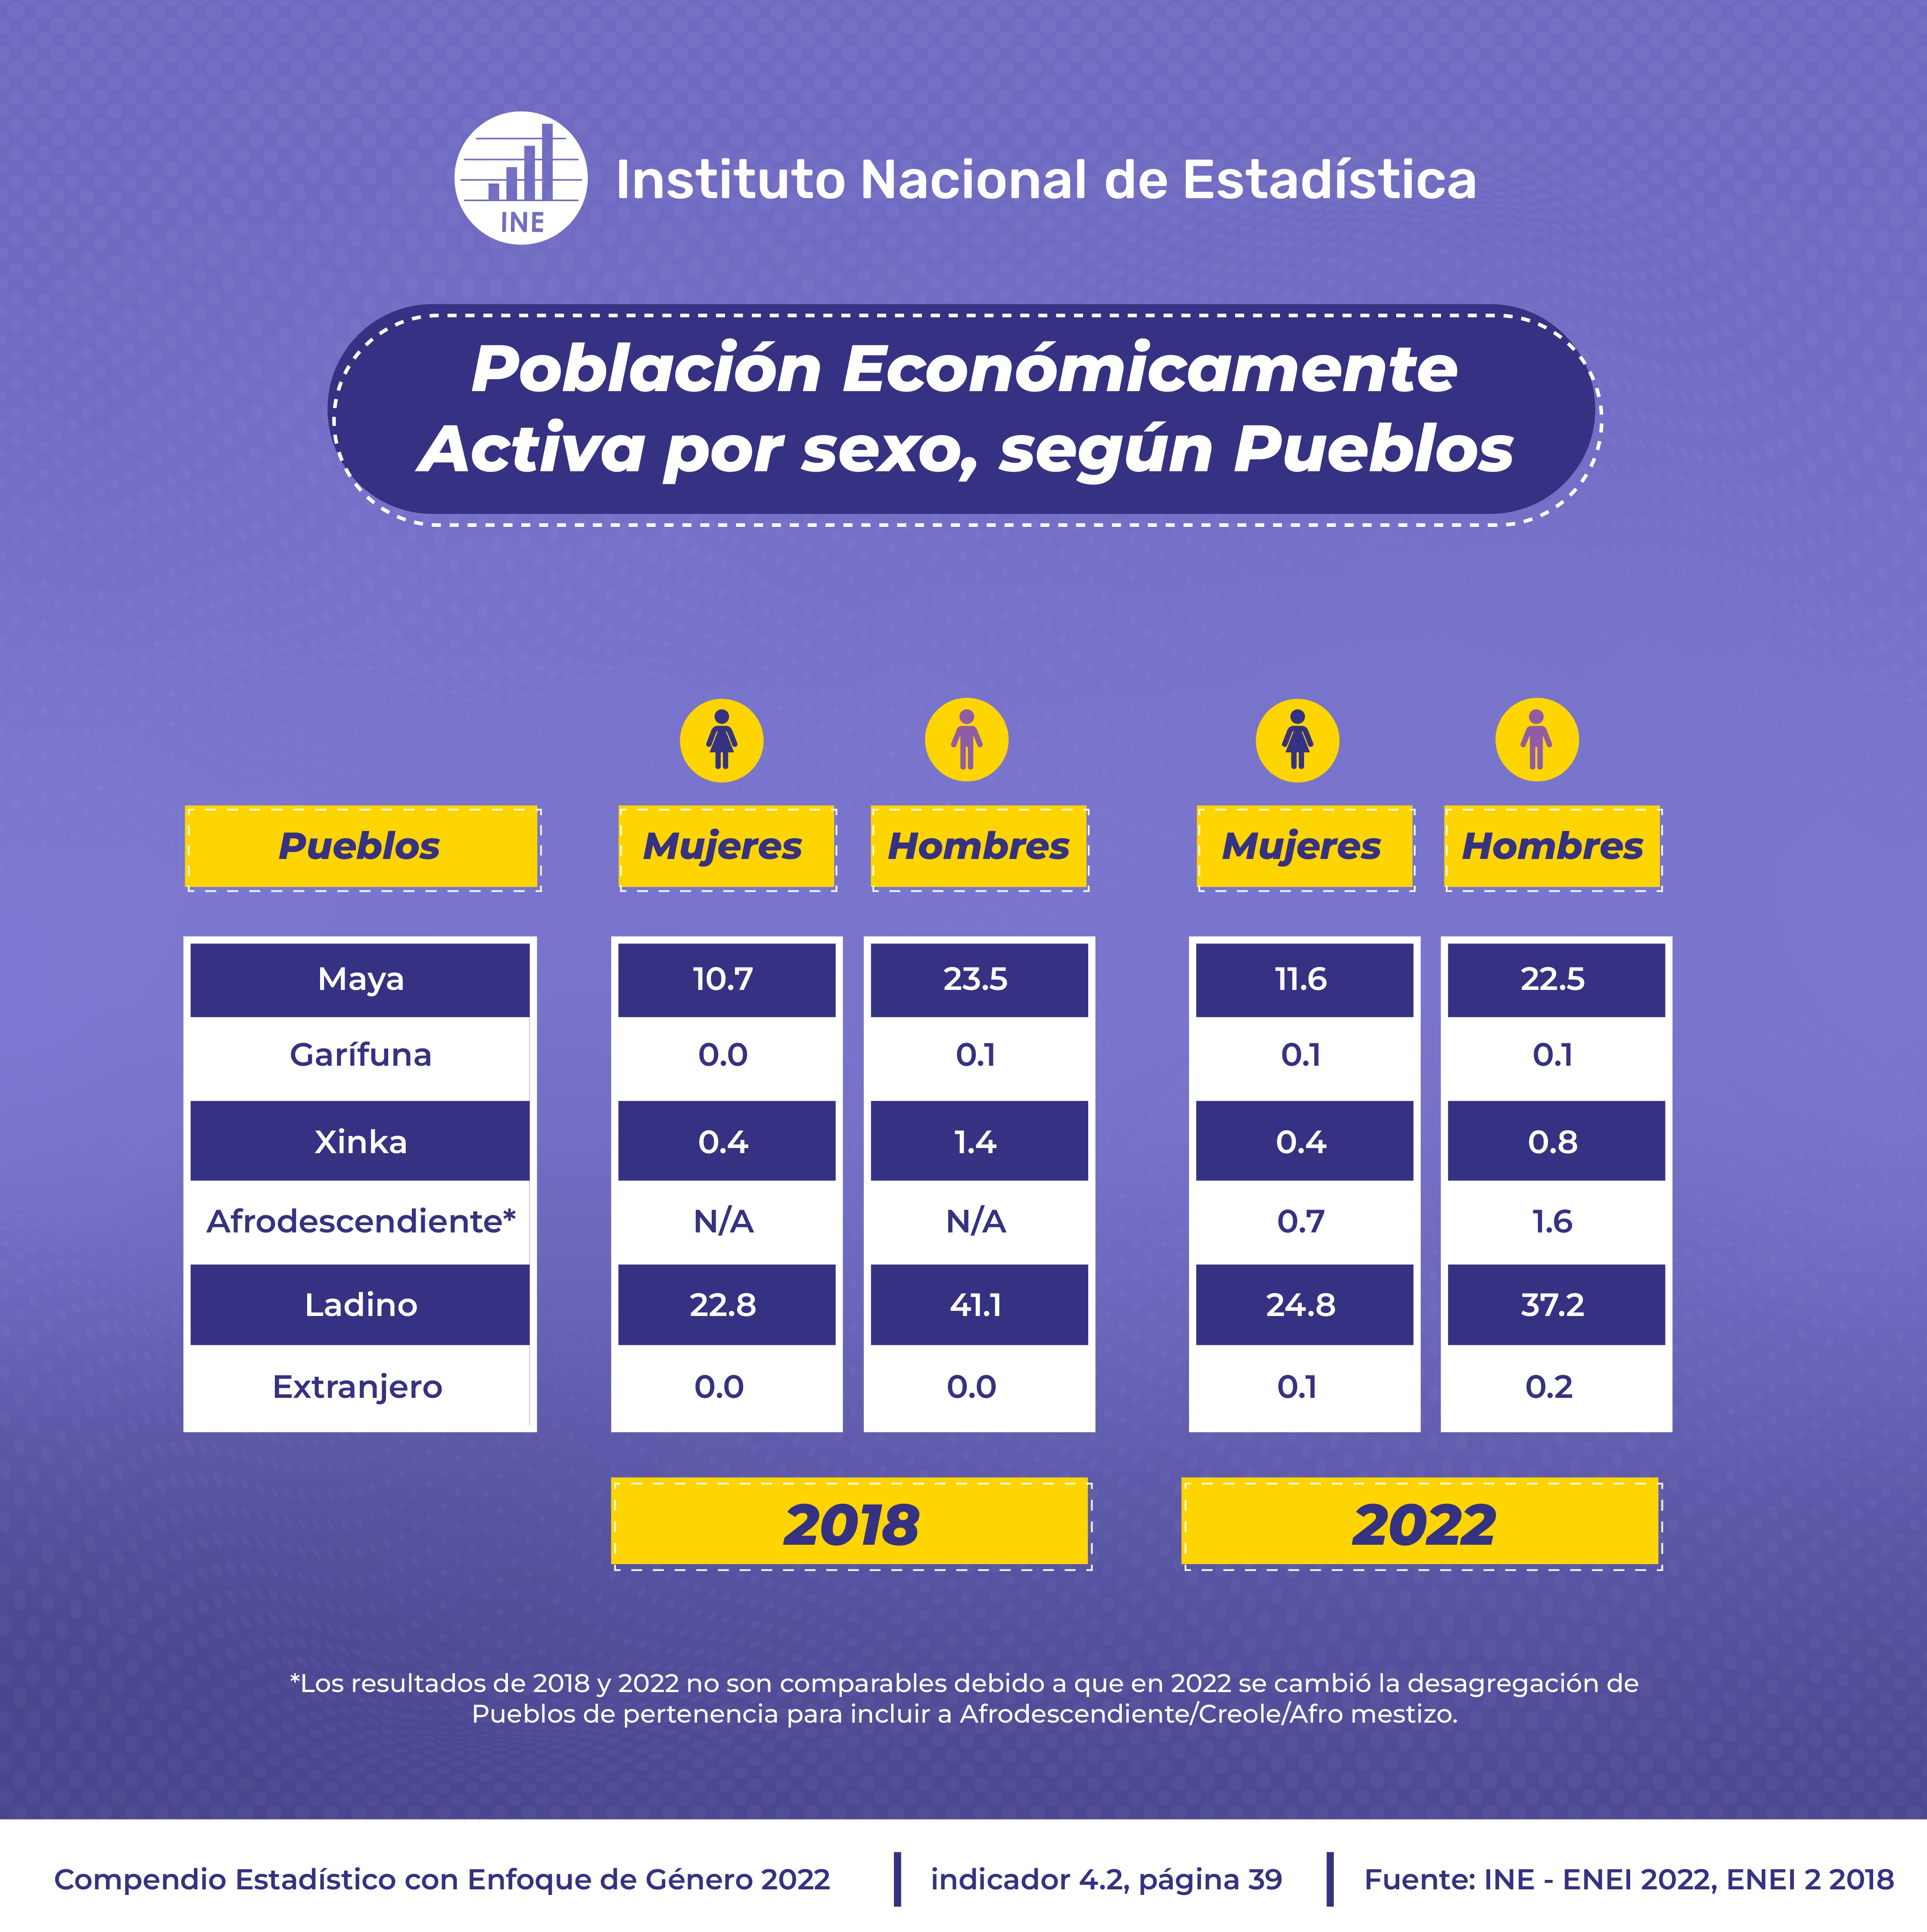 INE
Instituto Nacional de Estadística
Población Económicamente
Activa por sexo, según Pueblos
Pueblos Mujeres Hombres Mujeres Hombres
Maya 10.7 23.5 11.6 22.5
Garífuna 0.0 0.1 0.1 0.1
Xinka 0.4 1.4 0.4 0.8
Afrodescendiente* N/A N/A 0.7 1.6
Ladino 22.8 41.1 24.8 37.2
Extranjero 0.0 0.0 0.1 0.2
2018 2022
*Los resultados de 2018 y 2022 no son comparables debido a que en 2022 se cambió la desagregación de
Pueblos de pertenencia para incluir a Afrodescendiente/Creole/Afro mestizo.
Compendio Estadístico con Enfoque de Género 2022 | indicador 4.2, página 39 | Fuente: INE - ENEI 2022, ENEI 2 2018